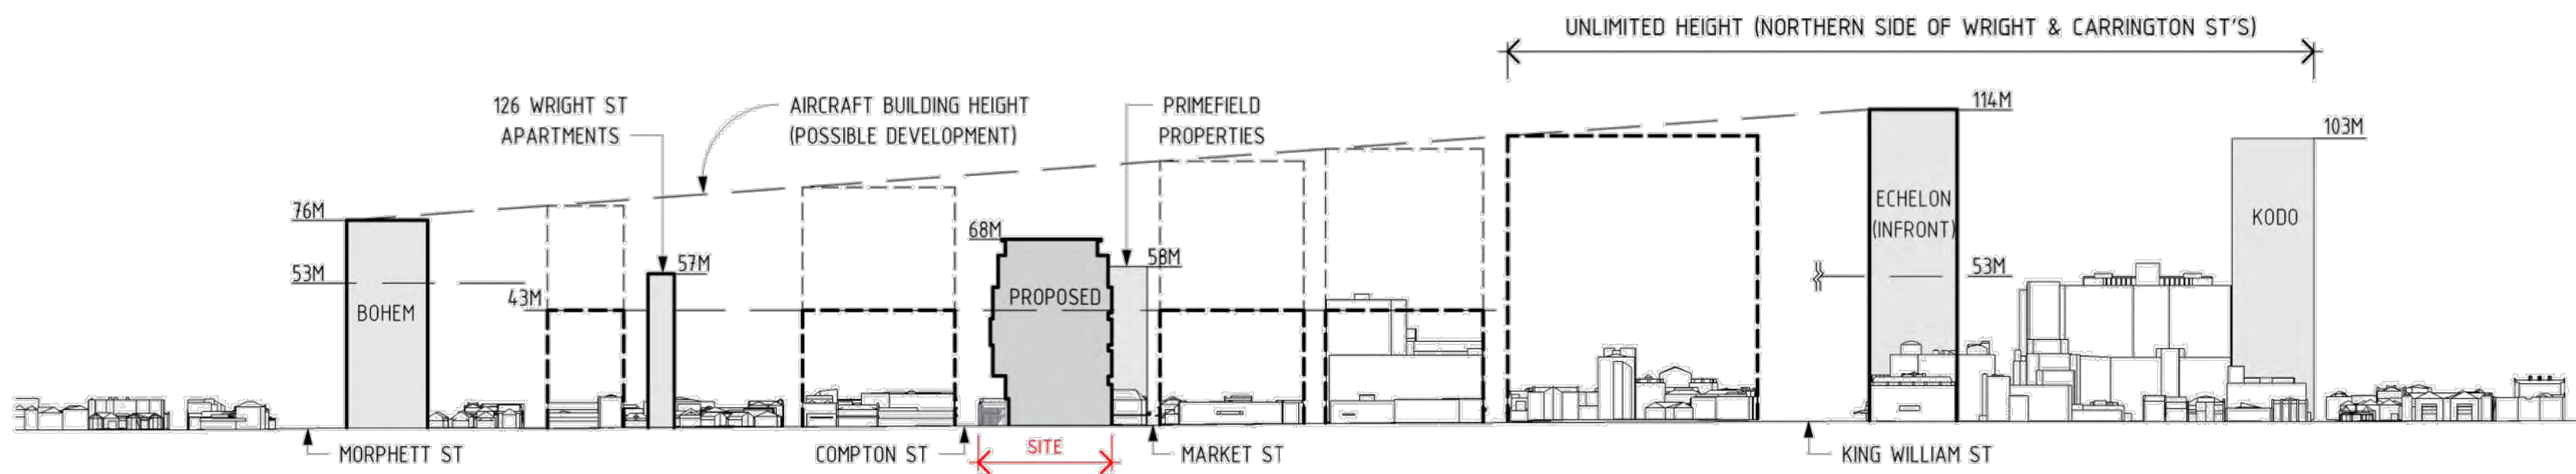 UNLIMITED HEIGHT (NORTHERN SIDE OF WRIGHT & CARRINGTON ST'S)
126 WRIGHT ST
APARTMENTS
AIRCRAFT BUILDING HEIGHT
(POSSIBLE DEVELOPMENT)
PRIMEFIELD
PROPERTIES
114M
103M
76M
68M
ECHELON
(INFRONT)
KODO
53M
57M
58M
53M
43M
BOHEM
PROPOSED
MORPHETT ST
COMPTON ST
SITE
MARKET ST
KING WILLIAM ST